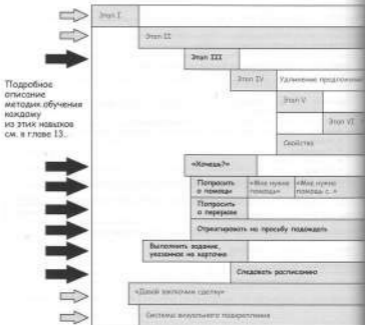 Этап I
Этап II
Этап III
Этап IV Удлинение предложений
Этап V
Этап VI
Свойства
Подробное
описание
методик обучения
каждому
из этих навыков
см. в главе 13.
«Хочешь?»
Попросить
о помощи
«Мне нужна
помощь»
«Мне нужна
помощь с...»
Попросить
о перерыве
Отреагировать на просьбу подождать
Выполнить задание,
указанное на карточке
Следовать расписанию
«Давай заключим сделку»
Система визуального подкрепления